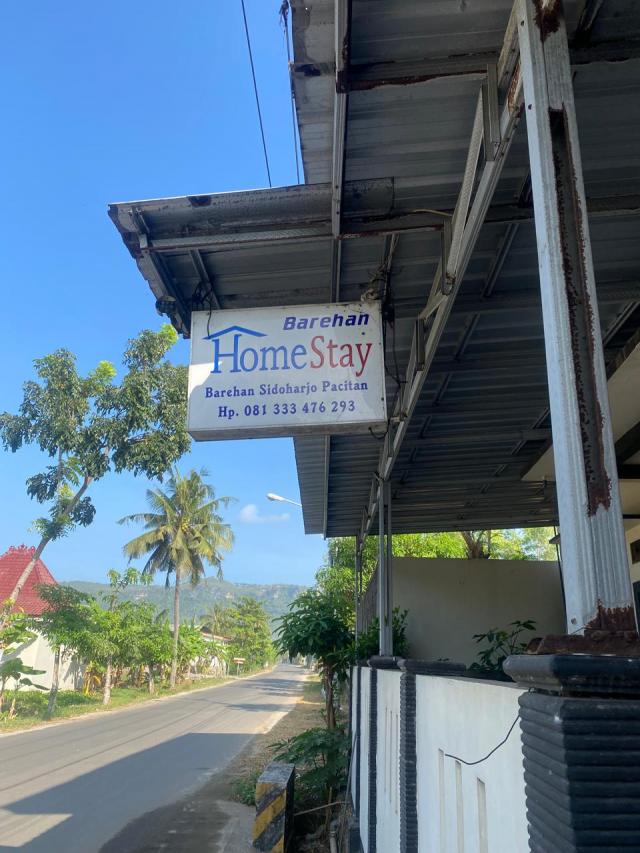 Barehan
HomeStay
Barehan Sidoharjo Pacitan
Hp. 081 333 476 293